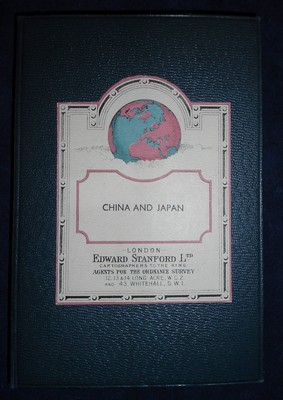 CHINA AND JAPAN
LONDON
EDWARD STANFORD LTD
CARTOGRAPHERS TO THE KING
AGENTS FOR THE ORDNANCE SURVEY
12, 13 & 14 LONG ACRE, W.C.2
AND 43 WHITEHALL, S.W.1.